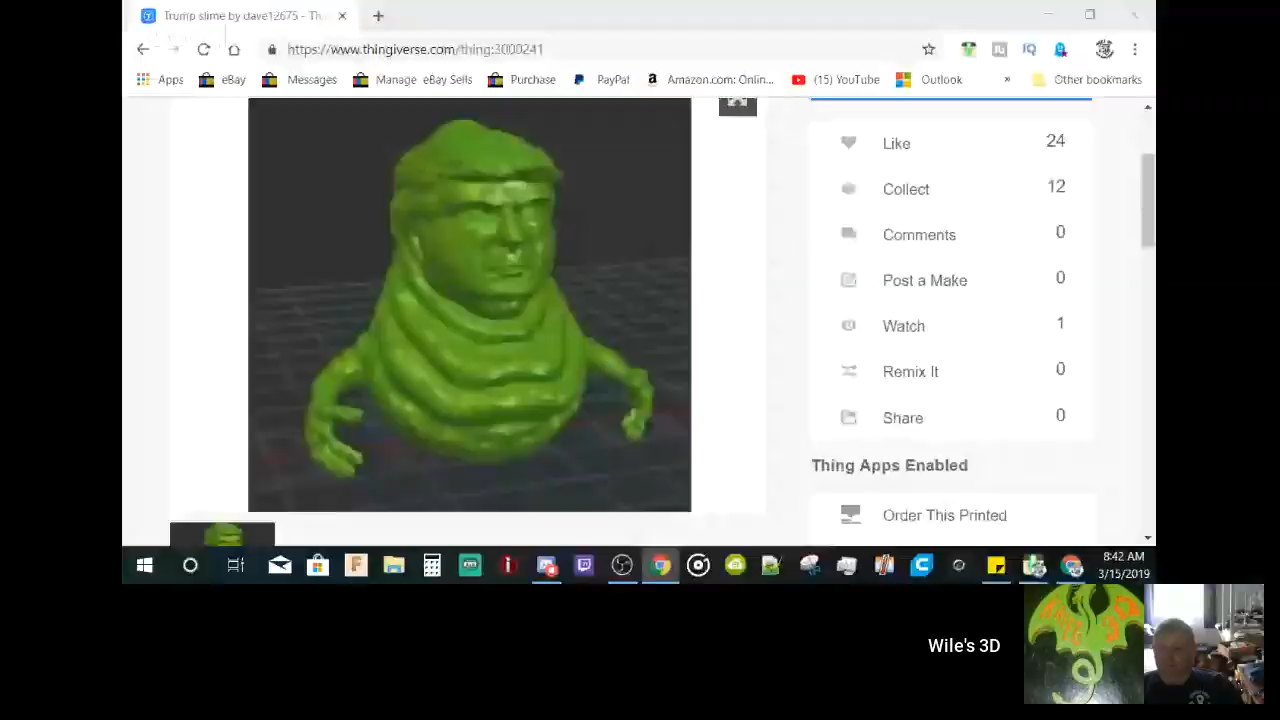 Trump slime by dave12675 - Thi
https://www.thingiverse.com/thing:3000241
Apps
eBay
Messages
Manage eBay Sells
Purchase
PayPal
Amazon.com: Onlin...
(15) YouTube
Outlook
»
Other bookmarks
Like 24
Collect 12
Comments 0
Post a Make 0
Watch 1
Remix It 0
Share 0
Thing Apps Enabled
Order This Printed
8:42 AM
3/15/2019
Wile's 3D
3D